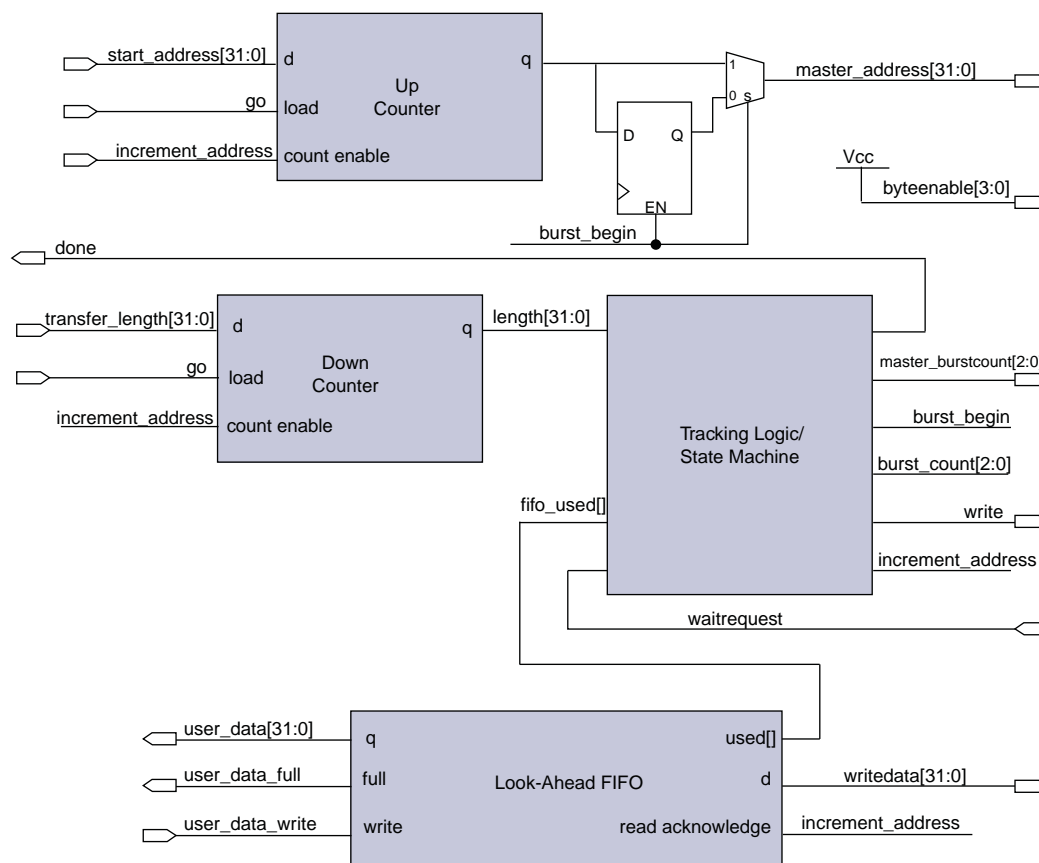 start_address[31:0]
d
q
Up
Counter
go
load
increment_address
count enable
1
0
s
master_address[31:0]
D
Q
EN
Vcc
byteenable[3:0]
burst_begin
done
transfer_length[31:0]
d
q
length[31:0]
go
load
Down
Counter
increment_address
count enable
Tracking Logic/
State Machine
master_burstcount[2:0
burst_begin
burst_count[2:0]
fifo_used[]
write
increment_address
waitrequest
user_data[31:0]
q
used[]
user_data_full
full
Look-Ahead FIFO
d
writedata[31:0]
user_data_write
write
read acknowledge
increment_address